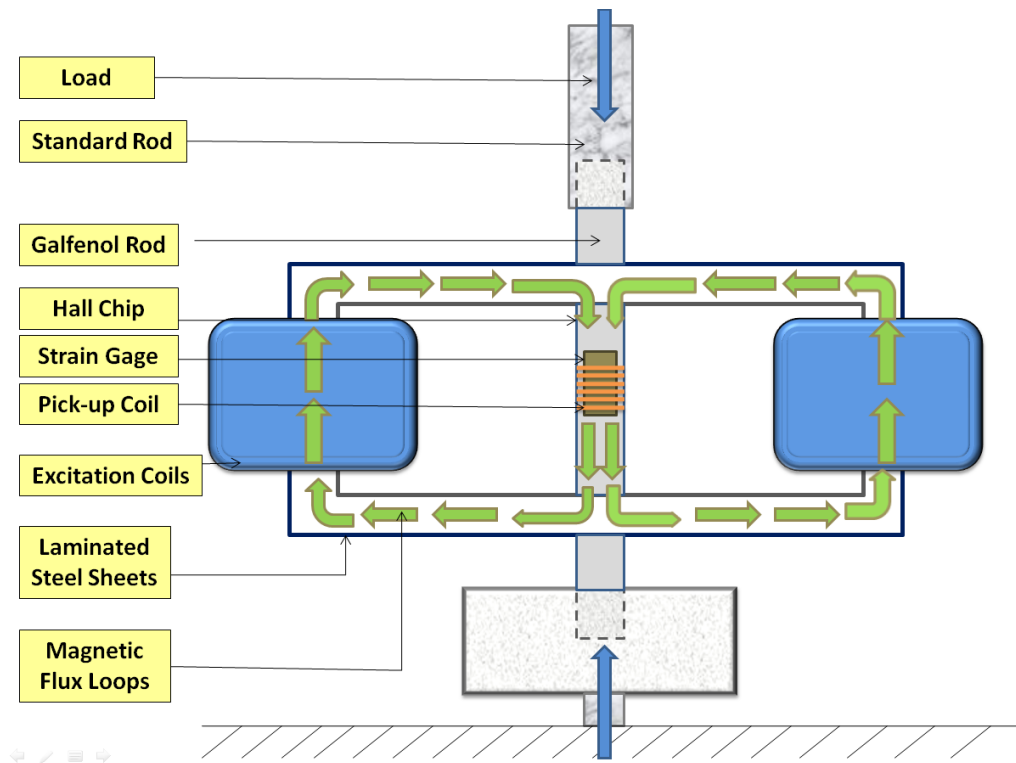 Load
Standard Rod
Galfenol Rod
Hall Chip
Strain Gage
Pick-up Coil
Excitation Coils
Laminated
Steel Sheets
Magnetic
Flux Loops